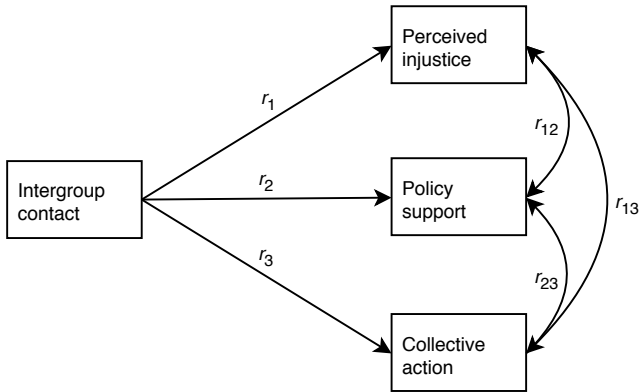 Perceived
injustice
r1
r12
Intergroup
contact
r2
Policy
support
r13
r3
r23
Collective
action